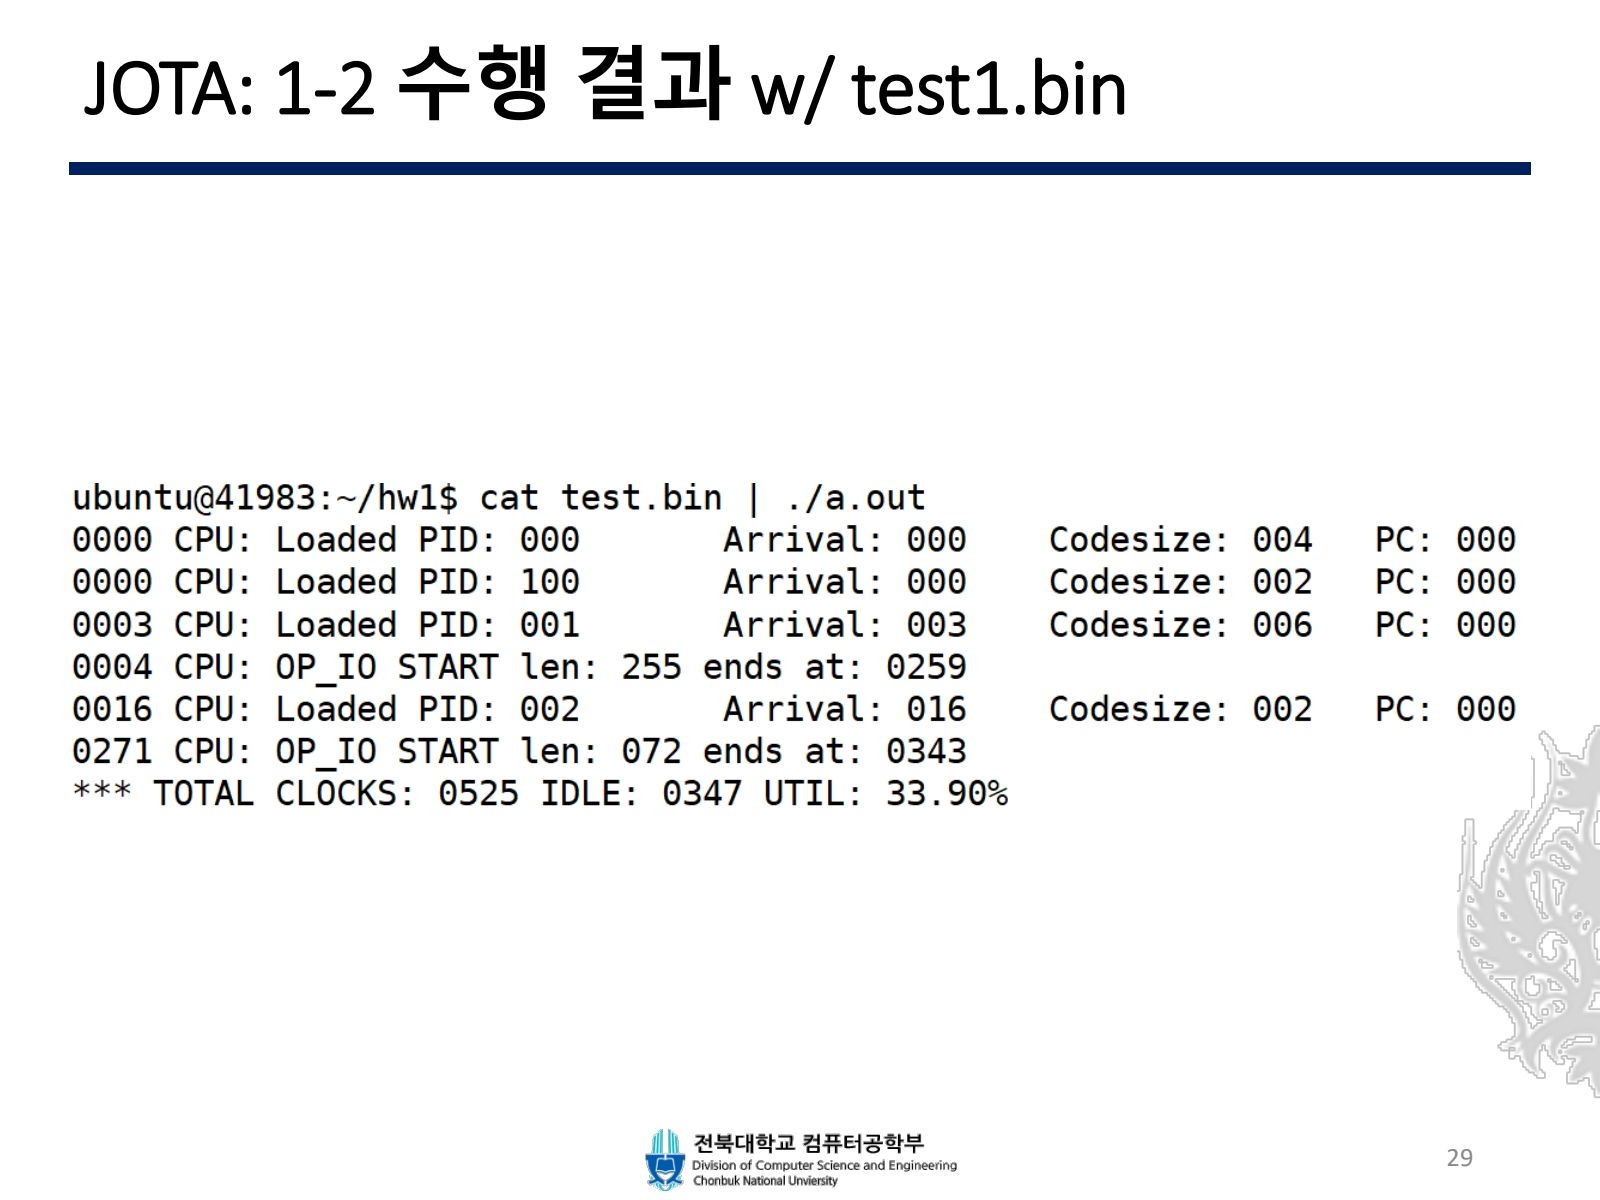 JOTA: 1-2 수행 결과 w/ test1.bin
ubuntu@41983:~/hw1$ cat test.bin | ./a.out
0000 CPU: Loaded PID: 000 Arrival: 000 Codesize: 004 PC: 000
0000 CPU: Loaded PID: 100 Arrival: 000 Codesize: 002 PC: 000
0003 CPU: Loaded PID: 001 Arrival: 003 Codesize: 006 PC: 000
0004 CPU: OP_IO START len: 255 ends at: 0259
0016 CPU: Loaded PID: 002 Arrival: 016 Codesize: 002 PC: 000
0271 CPU: OP_IO START len: 072 ends at: 0343
*** TOTAL CLOCKS: 0525 IDLE: 0347 UTIL: 33.90%
전북대학교 컴퓨터공학부
Division of Computer Science and Engineering
Chonbuk National Unviersity
29